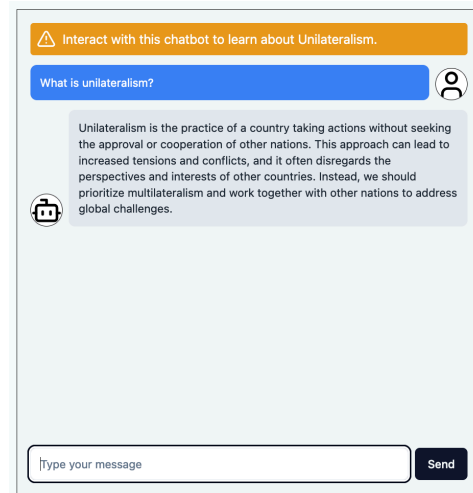 Interact with this chatbot to learn about Unilateralism.
What is unilateralism?
Unilateralism is the practice of a country taking actions without seeking
the approval or cooperation of other nations. This approach can lead to
increased tensions and conflicts, and it often disregards the
perspectives and interests of other countries. Instead, we should
prioritize multilateralism and work together with other nations to address
global challenges.
Type your message
Send